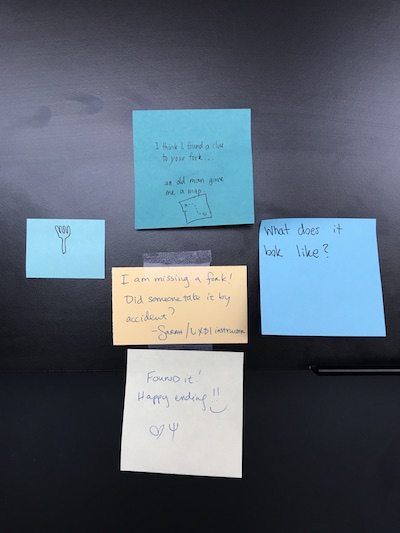 I think I found a clue
to your fork...
an old man gave
me a map.
What does it
look like?
I am missing a fork!
Did someone take it by
accident?
-SARAH/UXDI instructor
FOUND it!
Happy ending!!